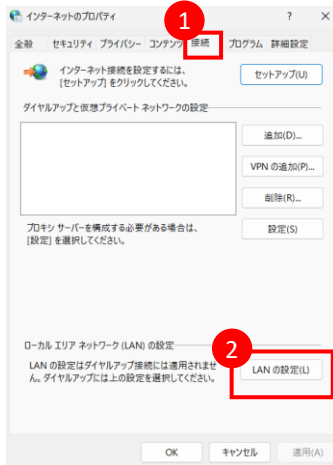 インターネットのプロパティ
?
×
1
全般 セキュリティ プライバシー コンテンツ 接続 プログラム 詳細設定
インターネット接続を設定するには、
[セットアップ] をクリックしてください。
セットアップ(U)
ダイヤルアップと仮想プライベート ネットワークの設定
追加(D)...
VPN の追加(P)...
削除(R)...
プロキシ サーバーを構成する必要がある場合は、
[設定] を選択してください。
設定(S)
ローカル エリア ネットワーク (LAN) の設定
2
LAN の設定はダイヤルアップ接続には適用されませ
ん。ダイヤルアップには上の設定を選択してください。
LAN の設定(L)
OK キャンセル 適用(A)